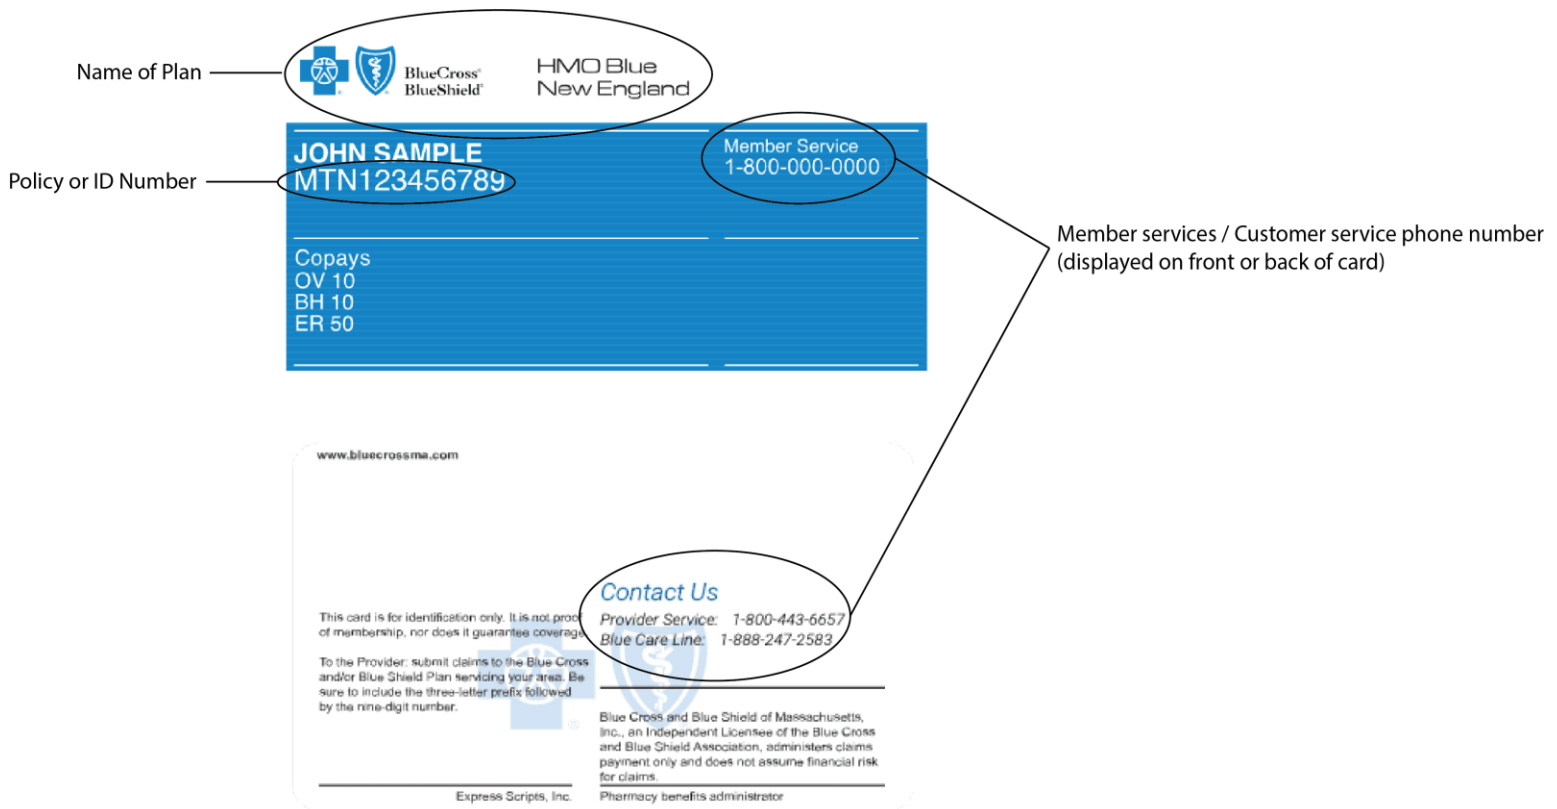 Name of Plan
BlueCross®
BlueShield®
HMO Blue
New England
JOHN SAMPLE
Policy or ID Number
MTN123456789
Member Service
1-800-000-0000
Copays
OV 10
BH 10
ER 50
Member services / Customer service phone number
(displayed on front or back of card)
www.bluecrossma.com
This card is for identification only. It is not proof
of membership, nor does it guarantee coverage
To the Provider: submit claims to the Blue Cross
and/or Blue Shield Plan servicing your area. Be
sure to include the three-letter prefix followed
by the nine-digit number.
Express Scripts, Inc.
Contact Us
Provider Service: 1-800-443-6657
Blue Care Line: 1-888-247-2583
Blue Cross and Blue Shield of Massachusetts,
Inc., an Independent Licensee of the Blue Cross
and Blue Shield Association, administers claims
payment only and does not assume financial risk
for claims.
Pharmacy benefits administrator